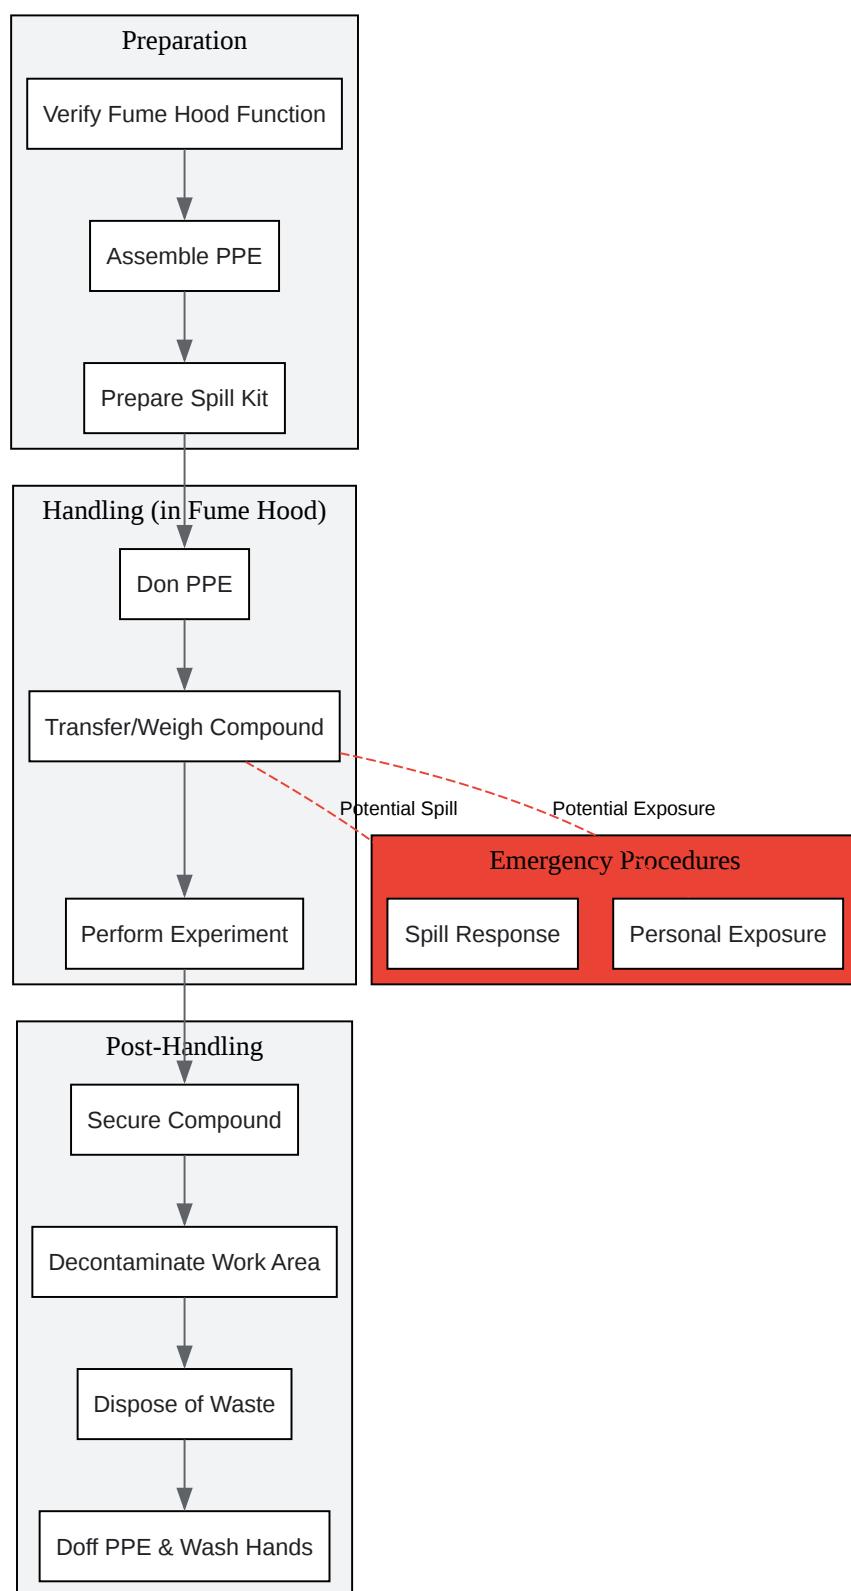 Preparation
Verify Fume Hood Function
Assemble PPE
Prepare Spill Kit
Handling (in Fume Hood)
Don PPE
Transfer/Weigh Compound
Potential Spill
Potential Exposure
Emergency Procedures
Perform Experiment
Spill Response
Personal Exposure
Post-Handling
Secure Compound
Decontaminate Work Area
Dispose of Waste
Doff PPE & Wash Hands